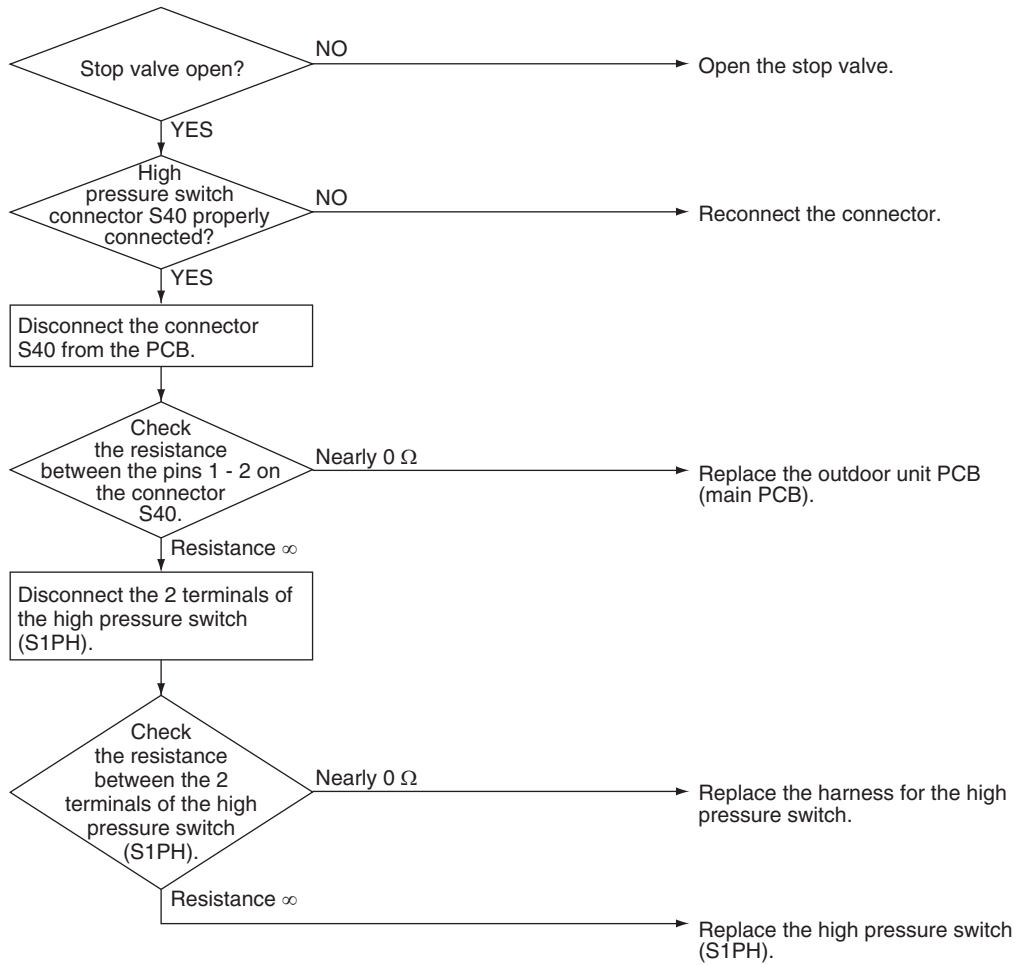 Stop valve open?
NO
Open the stop valve.
YES
High
pressure switch
connector S40 properly
connected?
NO
Reconnect the connector.
YES
Disconnect the connector
S40 from the PCB.
Check
the resistance
between the pins 1 - 2 on
the connector
S40.
Nearly 0 Ω
Replace the outdoor unit PCB
(main PCB).
Resistance ∞
Disconnect the 2 terminals of
the high pressure switch
(S1PH).
Check
the resistance
between the 2
terminals of the high
pressure switch
(S1PH).
Nearly 0 Ω
Replace the harness for the high
pressure switch.
Resistance ∞
Replace the high pressure switch
(S1PH).